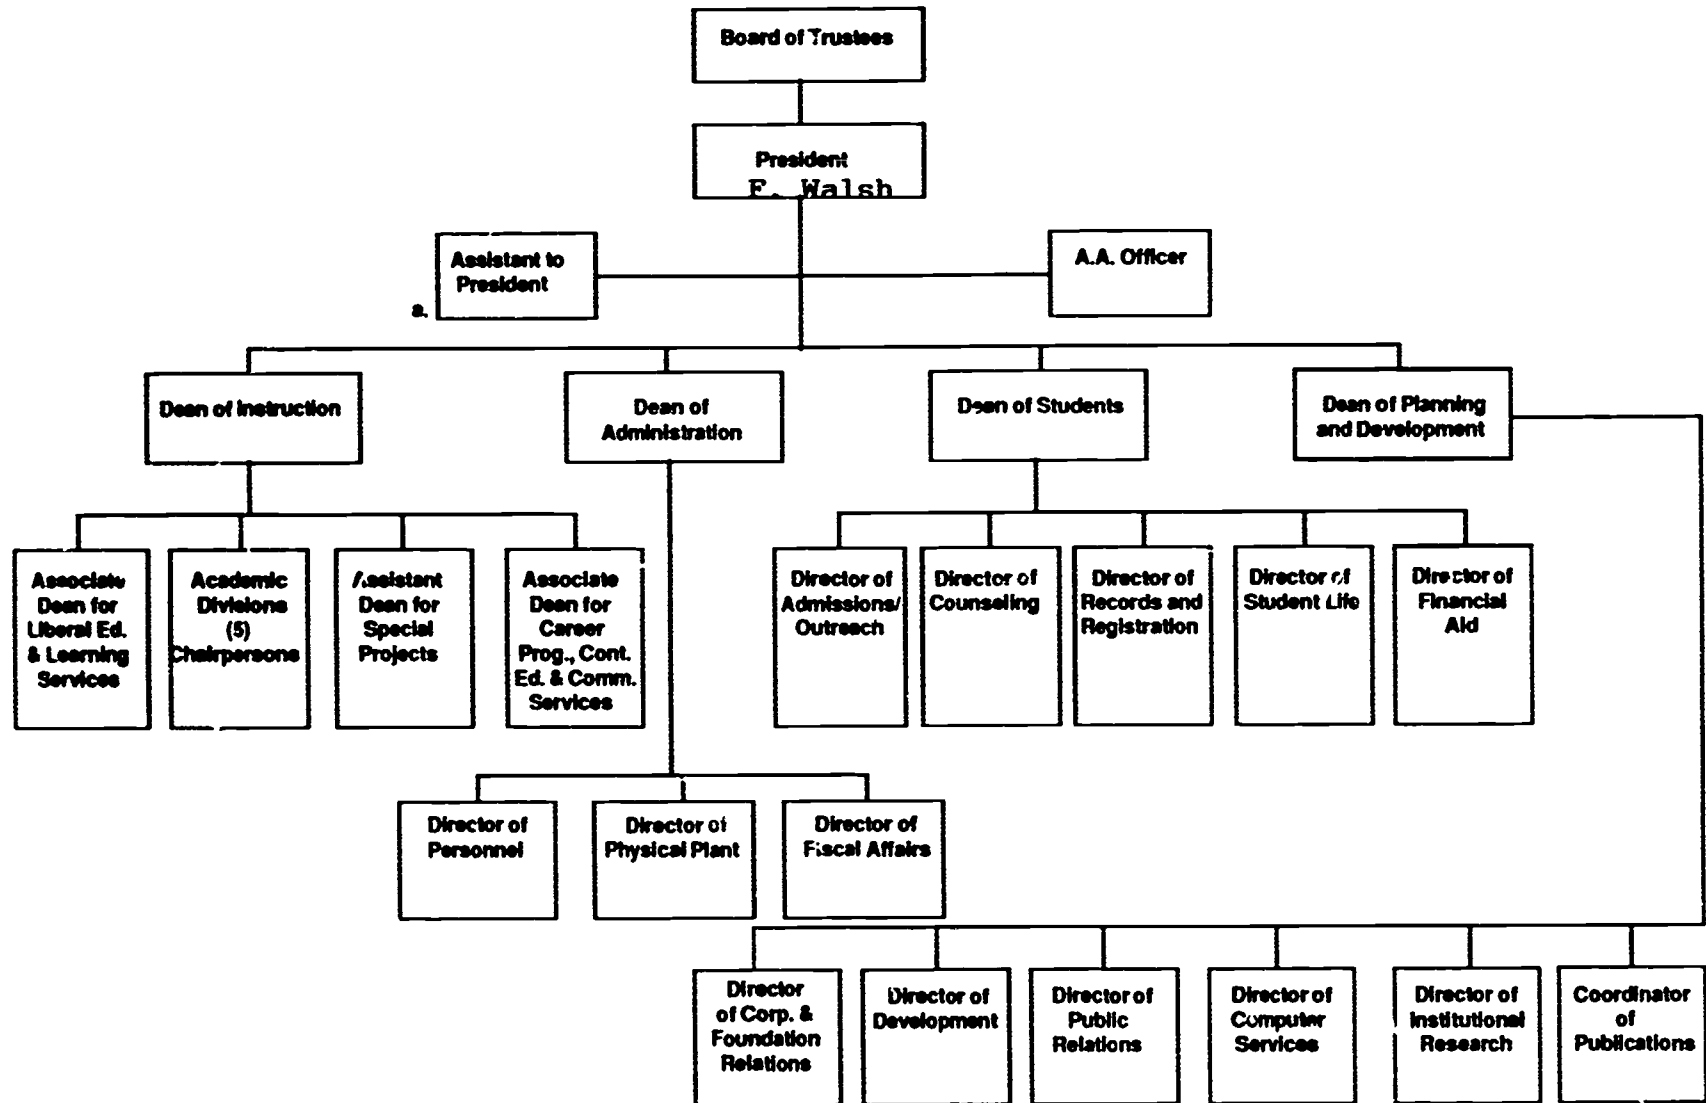 Board of Trustees
President
F. Walsh
Assistant to
President
a.
A.A. Officer
Dean of Instruction
Dean of
Administration
Dean of Students
Dean of Planning
and Development
Associate
Dean for
Liberal Ed.
& Learning
Services
Academic
Divisions
(5)
Chairpersons
Assistant
Dean for
Special
Projects
Associate
Dean for
Career
Prog., Cont.
Ed. & Comm.
Services
Director of
Admissions/
Outreach
Director of
Counseling
Director of
Records and
Registration
Director of
Student Life
Director of
Financial
Aid
Director of
Personnel
Director of
Physical Plant
Director of
Fiscal Affairs
Director
of Corp. &
Foundation
Relations
Director of
Development
Director of
Public
Relations
Director of
Computer
Services
Director of
Institutional
Research
Coordinator
of
Publications